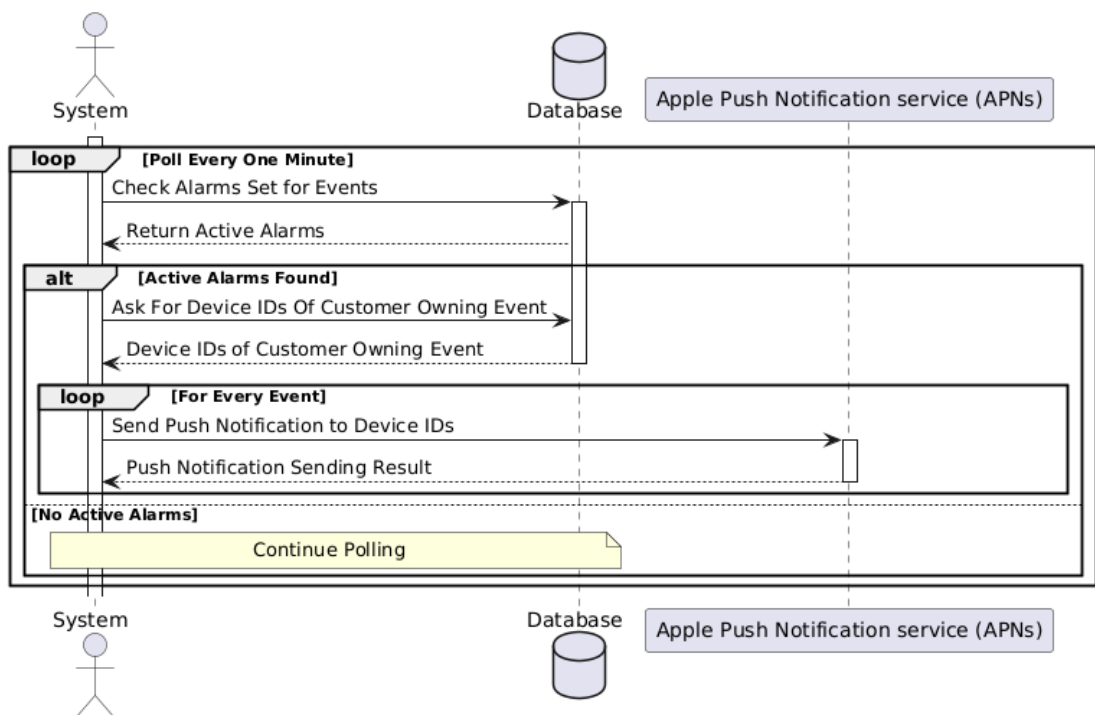 System
Database
Apple Push Notification service (APNs)
loop [Poll Every One Minute]
Check Alarms Set for Events
Return Active Alarms
alt [Active Alarms Found]
Ask For Device IDs Of Customer Owning Event
Device IDs of Customer Owning Event
loop [For Every Event]
Send Push Notification to Device IDs
Push Notification Sending Result
[No Active Alarms]
Continue Polling
System
Database
Apple Push Notification service (APNs)